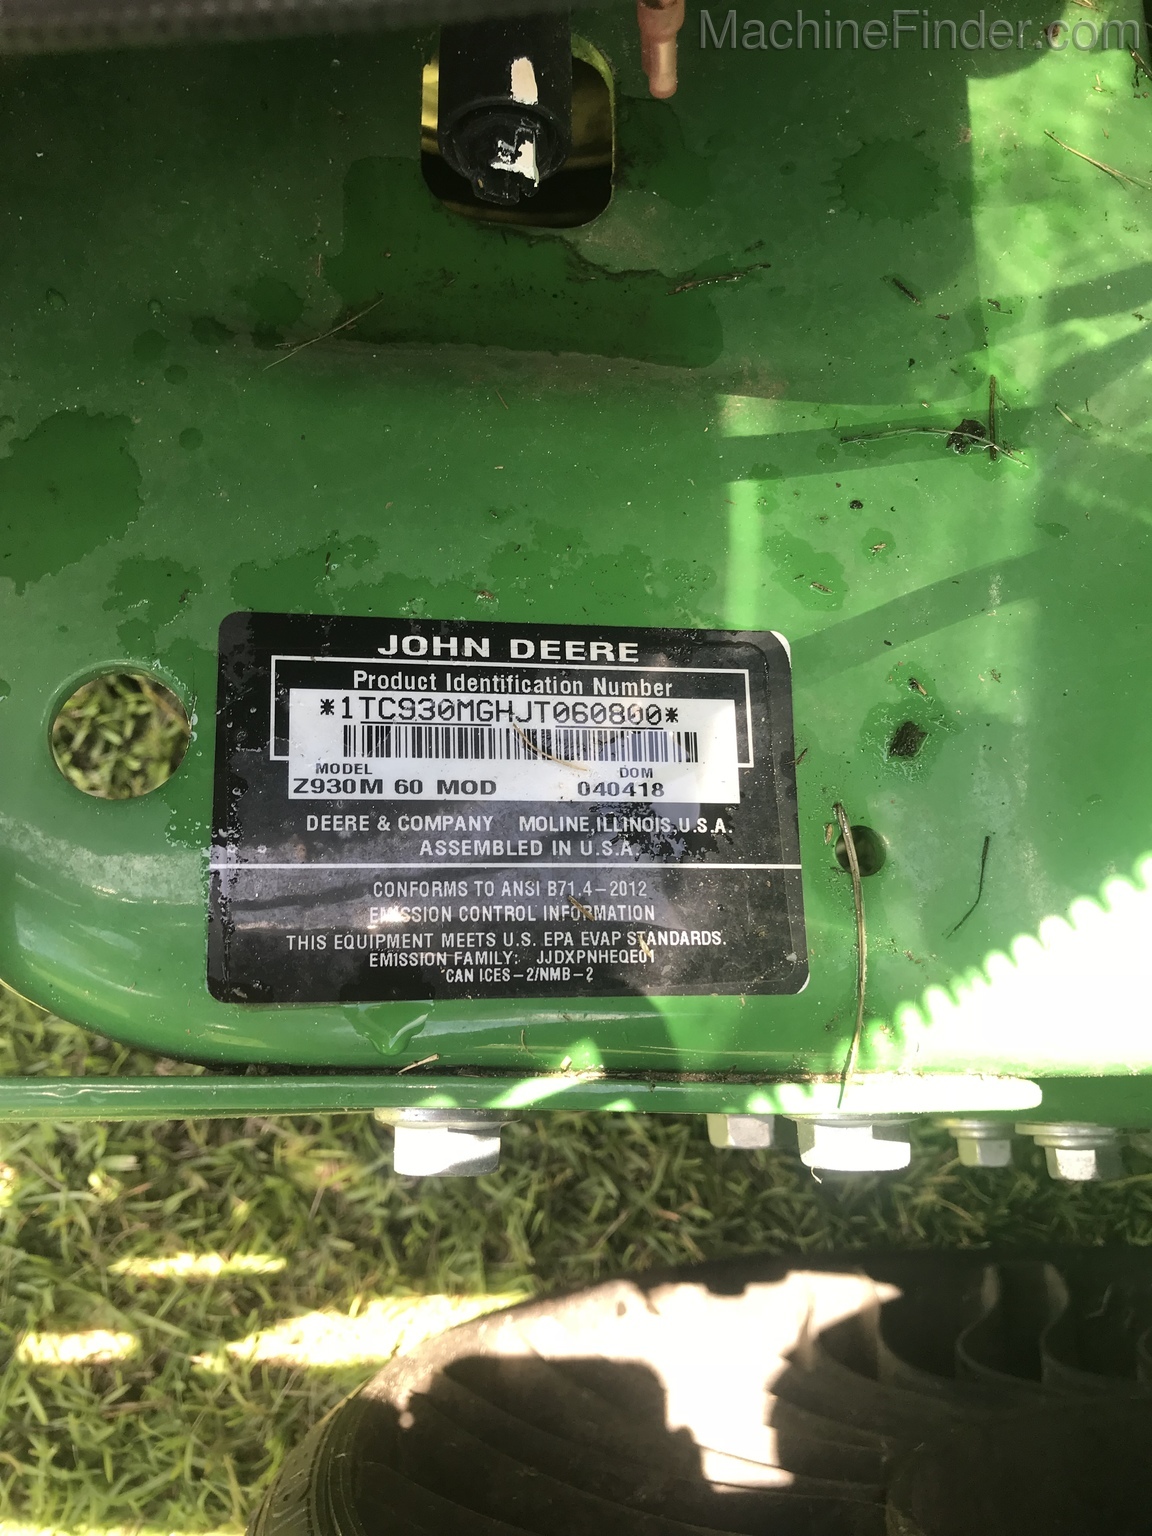 MachineFinder.com
JOHN DEERE
Product Identification Number
*1TC930MGHJT060800*
MODEL DOM
Z930M 60 MOD 040418
DEERE & COMPANY MOLINE, ILLINOIS, U.S.A.
ASSEMBLED IN U.S.A.
CONFORMS TO ANSI B71.4-2012
EMISSION CONTROL INFORMATION
THIS EQUIPMENT MEETS U.S. EPA EVAP STANDARDS.
EMISSION FAMILY: JJDXPNHEQE01
CAN ICES-2/NMB-2